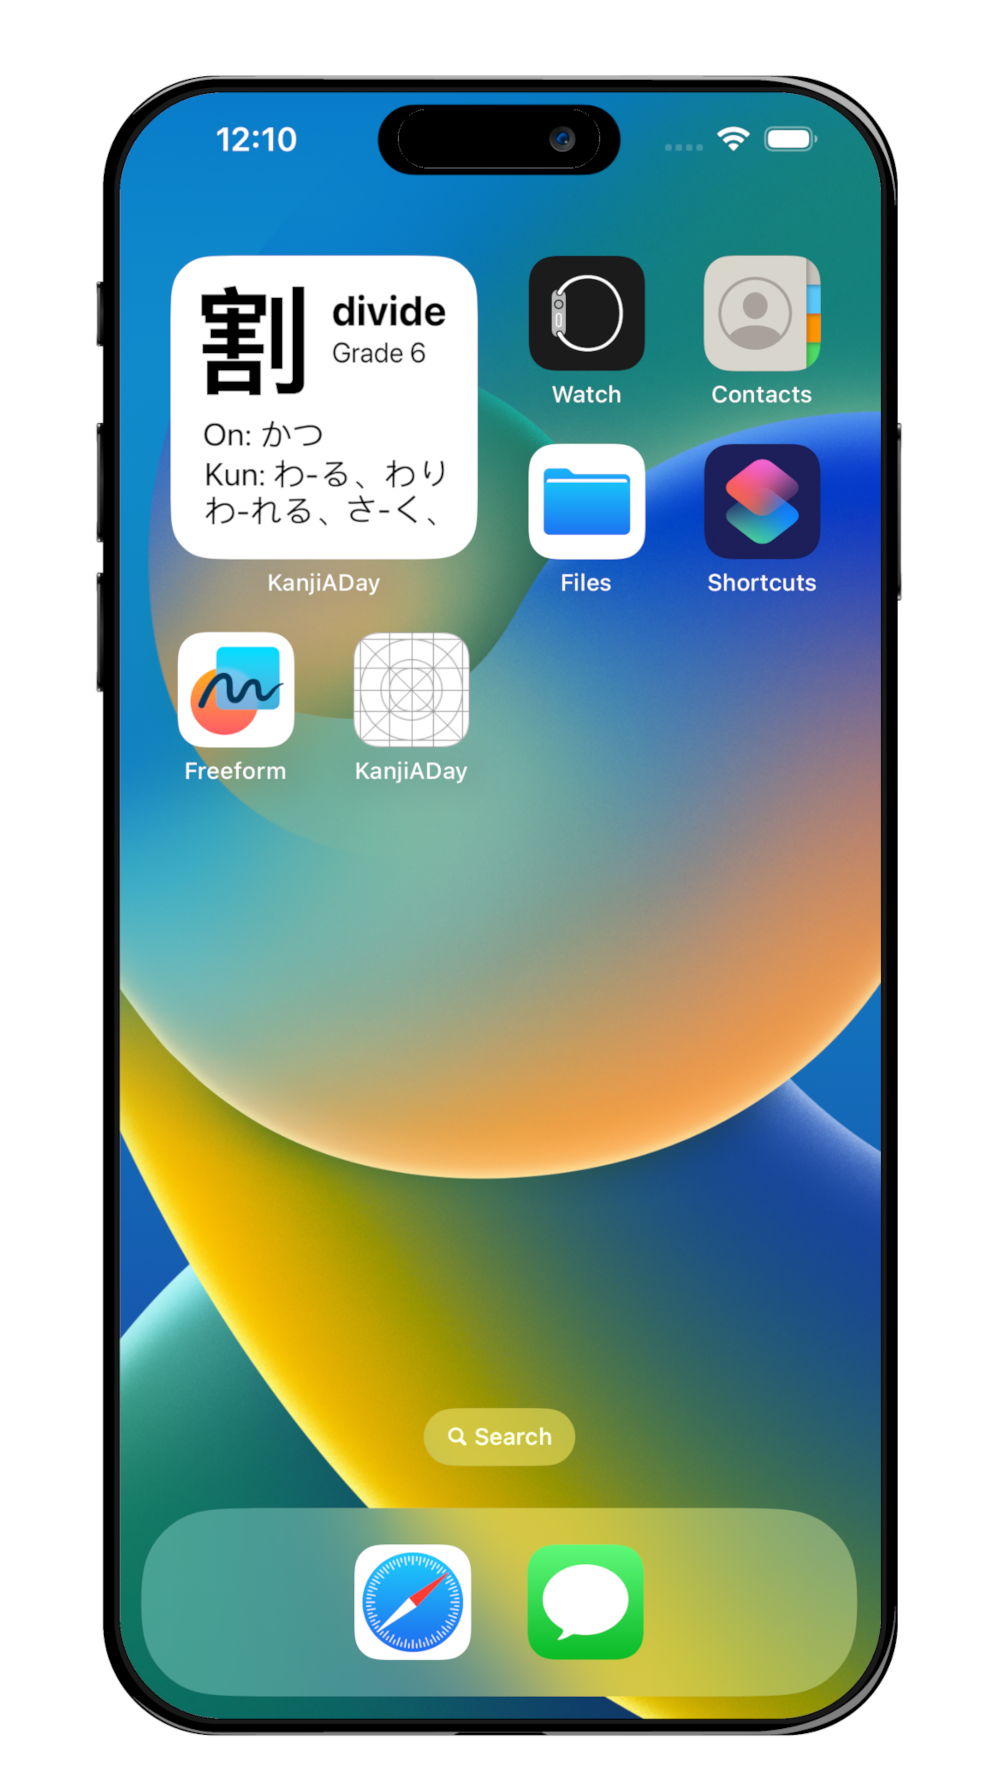 12:10
割
divide
Grade 6
On: かつ
Kun: わ-る、わり
わ-れる、さ-く、
KanjiADay
Watch
Contacts
Files
Shortcuts
Freeform
KanjiADay
Search